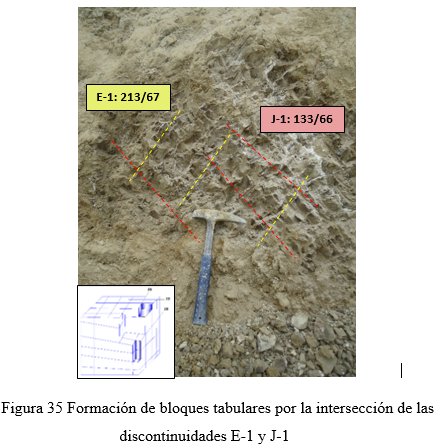 E-1: 213/67
J-1: 133/66
Figura 35 Formación de bloques tabulares por la intersección de las
discontinuidades E-1 y J-1